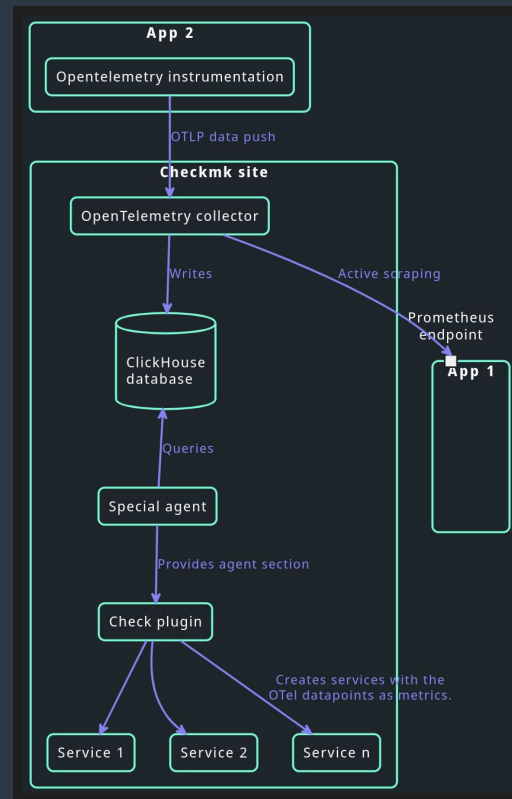 App 2
Opentelemetry instrumentation
OTLP data push
Checkmk site
OpenTelemetry collector
Writes
Active scraping
Prometheus
endpoint
App 1
ClickHouse
database
Queries
Special agent
Provides agent section
Check plugin
Creates services with the
OTel datapoints as metrics.
Service 1
Service 2
Service n